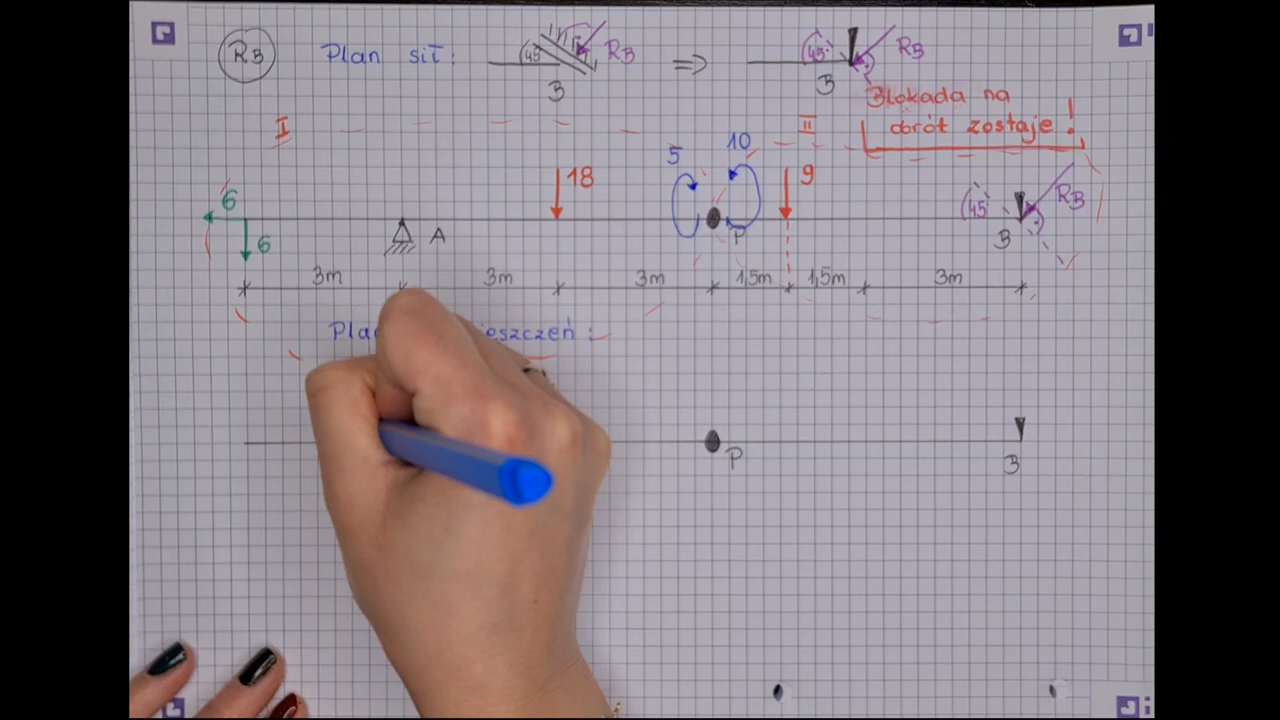 RB Plan sił: 45° RB => 45° RB
B B
Blokada na
obrót zostaje!
I II
5 10
6 18 9 45 RB
6 A P B
3m 3m 3m 1,5m 1,5m 3m
P B